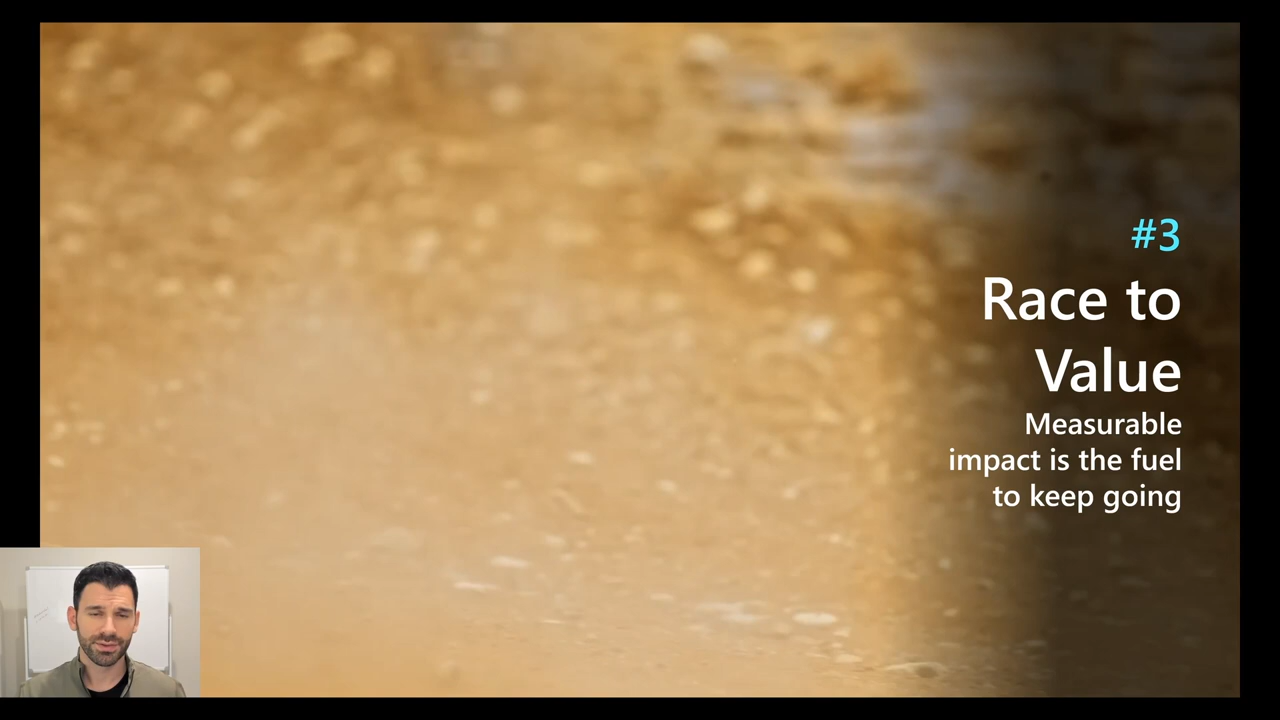 #3
Race to
Value
Measurable
impact is the fuel
to keep going